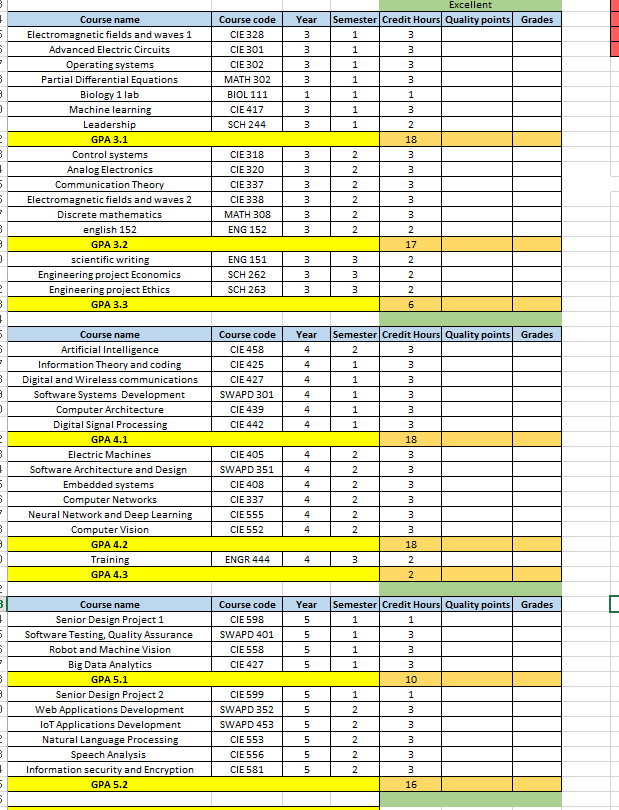 Excellent
Course name Course code Year Semester Credit Hours Quality points Grades
Electromagnetic fields and waves 1 CIE 328 3 1 3
Advanced Electric Circuits CIE 301 3 1 3
Operating systems CIE 302 3 1 3
Partial Differential Equations MATH 302 3 1 3
Biology 1 lab BIOL 111 1 1 1
Machine learning CIE 417 3 1 3
Leadership SCH 244 3 1 2
GPA 3.1 18
Control systems CIE 318 3 2 3
Analog Electronics CIE 320 3 2 3
Communication Theory CIE 337 3 2 3
Electromagnetic fields and waves 2 CIE 338 3 2 3
Discrete mathematics MATH 308 3 2 3
english 152 ENG 152 3 2 2
GPA 3.2 17
scientific writing ENG 151 3 3 2
Engineering project Economics SCH 262 3 3 2
Engineering project Ethics SCH 263 3 3 2
GPA 3.3 6
Course name Course code Year Semester Credit Hours Quality points Grades
Artificial Intelligence CIE 458 4 2 3
Information Theory and coding CIE 425 4 1 3
Digital and Wireless communications CIE 427 4 1 3
Software Systems Development SWAPD 301 4 1 3
Computer Architecture CIE 439 4 1 3
Digital Signal Processing CIE 442 4 1 3
GPA 4.1 18
Electric Machines CIE 405 4 2 3
Software Architecture and Design SWAPD 351 4 2 3
Embedded systems CIE 408 4 2 3
Computer Networks CIE 337 4 2 3
Neural Network and Deep Learning CIE 555 4 2 3
Computer Vision CIE 552 4 2 3
GPA 4.2 18
Training ENGR 444 4 3 2
GPA 4.3 2
Course name Course code Year Semester Credit Hours Quality points Grades
Senior Design Project 1 CIE 598 5 1 1
Software Testing, Quality Assurance SWAPD 401 5 1 3
Robot and Machine Vision CIE 558 5 1 3
Big Data Analytics CIE 427 5 1 3
GPA 5.1 10
Senior Design Project 2 CIE 599 5 1 1
Web Applications Development SWAPD 352 5 2 3
IoT Applications Development SWAPD 453 5 2 3
Natural Language Processing CIE 553 5 2 3
Speech Analysis CIE 556 5 2 3
Information security and Encryption CIE 581 5 2 3
GPA 5.2 16